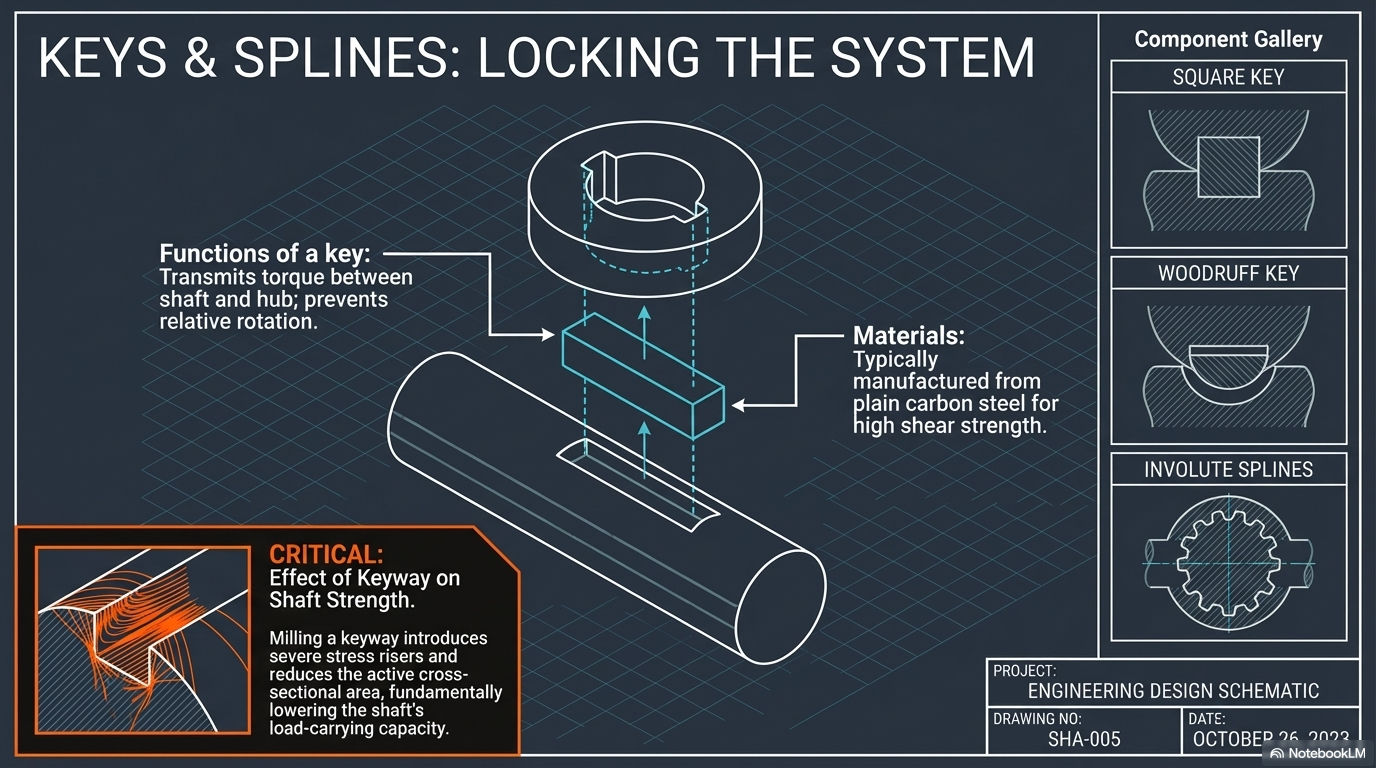 KEYS & SPLINES: LOCKING THE SYSTEM
Functions of a key:
Transmits torque between
shaft and hub; prevents
relative rotation.
Materials:
Typically
manufactured from
plain carbon steel for
high shear strength.
CRITICAL:
Effect of Keyway on
Shaft Strength.
Milling a keyway introduces
severe stress risers and
reduces the active cross-
sectional area, fundamentally
lowering the shaft's
load-carrying capacity.
Component Gallery
SQUARE KEY
WOODRUFF KEY
INVOLUTE SPLINES
PROJECT:
ENGINEERING DESIGN SCHEMATIC
DRAWING NO:
SHA-005
DATE:
OCTOBER 26, 2023
NotebookLM